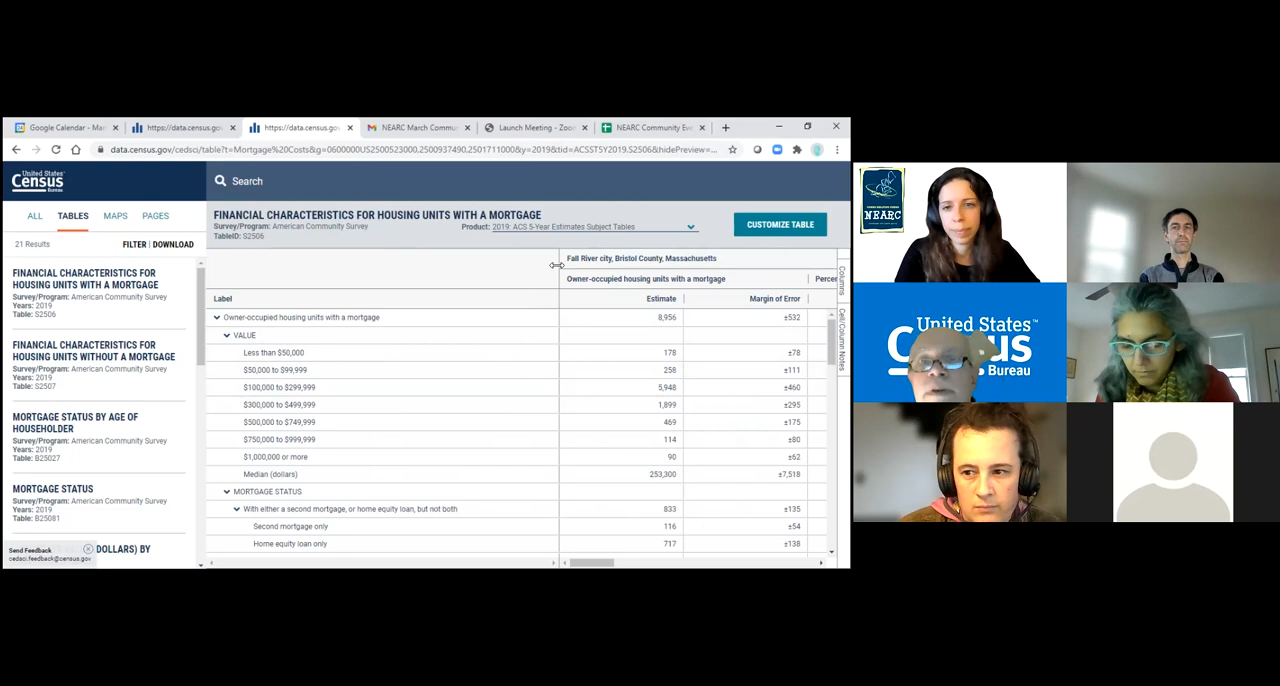 Google Calendar - Mar
https://data.census.gov
https://data.census.gov
NEARC March Commun
Launch Meeting - Zoom
NEARC Community Eve
data.census.gov/cedsci/table?t=Mortgage%20Costs&g=0600000US2500523000,2500937490,2501711000&y=2019&tid=ACSST5Y2019.S2506&hidePreview=...
United States®
Census
Bureau
Search
ALL TABLES MAPS PAGES
21 Results
FILTER | DOWNLOAD
FINANCIAL CHARACTERISTICS FOR
HOUSING UNITS WITH A MORTGAGE
Survey/Program: American Community Survey
Years: 2019
Table: S2506
FINANCIAL CHARACTERISTICS FOR
HOUSING UNITS WITHOUT A MORTGAGE
Survey/Program: American Community Survey
Years: 2019
Table: S2507
MORTGAGE STATUS BY AGE OF
HOUSEHOLDER
Survey/Program: American Community Survey
Years: 2019
Table: B25027
MORTGAGE STATUS
Survey/Program: American Community Survey
Years: 2019
Table: B25081
DOLLARS) BY
Send Feedback
cedsci.feedback@census.gov
FINANCIAL CHARACTERISTICS FOR HOUSING UNITS WITH A MORTGAGE
Survey/Program: American Community Survey
TableID: S2506
Product: 2019: ACS 5-Year Estimates Subject Tables
CUSTOMIZE TABLE
Fall River city, Bristol County, Massachusetts
Owner-occupied housing units with a mortgage Percen
Label Estimate Margin of Error
Owner-occupied housing units with a mortgage 8,956 ±532
VALUE
Less than $50,000 178 ±78
$50,000 to $99,999 258 ±111
$100,000 to $299,999 5,948 ±460
$300,000 to $499,999 1,899 ±295
$500,000 to $749,999 469 ±175
$750,000 to $999,999 114 ±80
$1,000,000 or more 90 ±62
Median (dollars) 253,300 ±7,518
MORTGAGE STATUS
With either a second mortgage, or home equity loan, but not both 833 ±135
Second mortgage only 116 ±54
Home equity loan only 717 ±138
Columns
Cell/Column Notes
NEARC
United States™
Census
Bureau